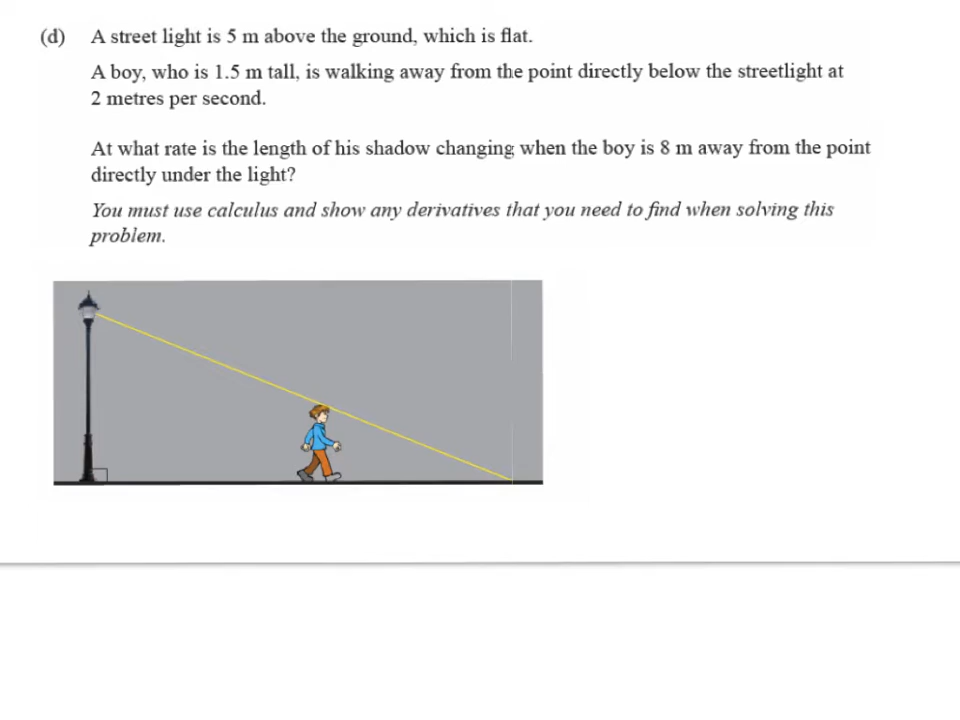 (d) A street light is 5 m above the ground, which is flat.
A boy, who is 1.5 m tall, is walking away from the point directly below the streetlight at
2 metres per second.
At what rate is the length of his shadow changing when the boy is 8 m away from the point
directly under the light?
You must use calculus and show any derivatives that you need to find when solving this
problem.